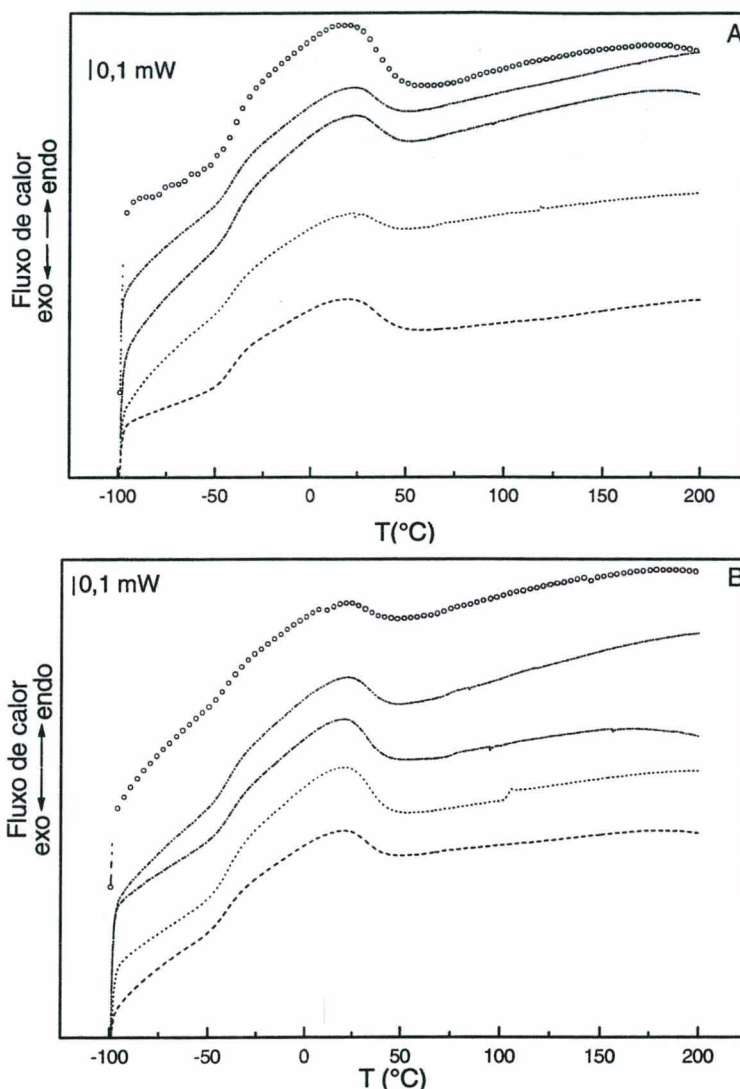 A
|0,1 mW
Fluxo de calor
exo ←— —→ endo
-100 -50 0 50 100 150 200
T(°C)
B
|0,1 mW
Fluxo de calor
exo ←——→ endo
-100 -50 0 50 100 150 200
T (°C)